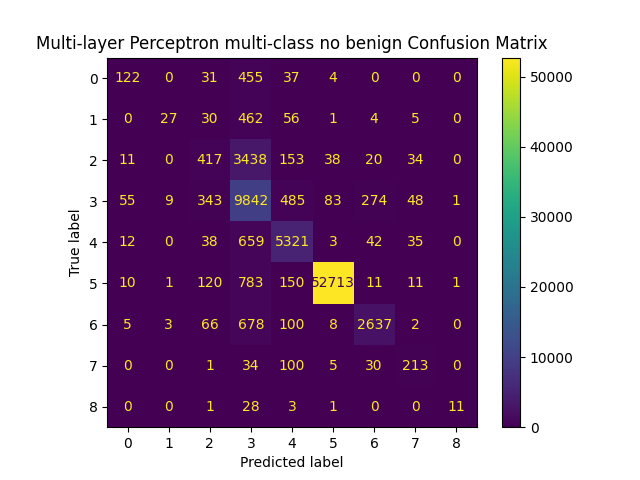 Multi-layer Perceptron multi-class no benign Confusion Matrix
0 122 0 31 455 37 4 0 0 0
1 0 27 30 462 56 1 4 5 0
2 11 0 417 3438 153 38 20 34 0
3 55 9 343 9842 485 83 274 48 1
4 12 0 38 659 5321 3 42 35 0
5 10 1 120 783 150 52713 11 11 1
6 5 3 66 678 100 8 2637 2 0
7 0 0 1 34 100 5 30 213 0
8 0 0 1 28 3 1 0 0 11
0 1 2 3 4 5 6 7 8
Predicted label
True label
50000
40000
30000
20000
10000
0